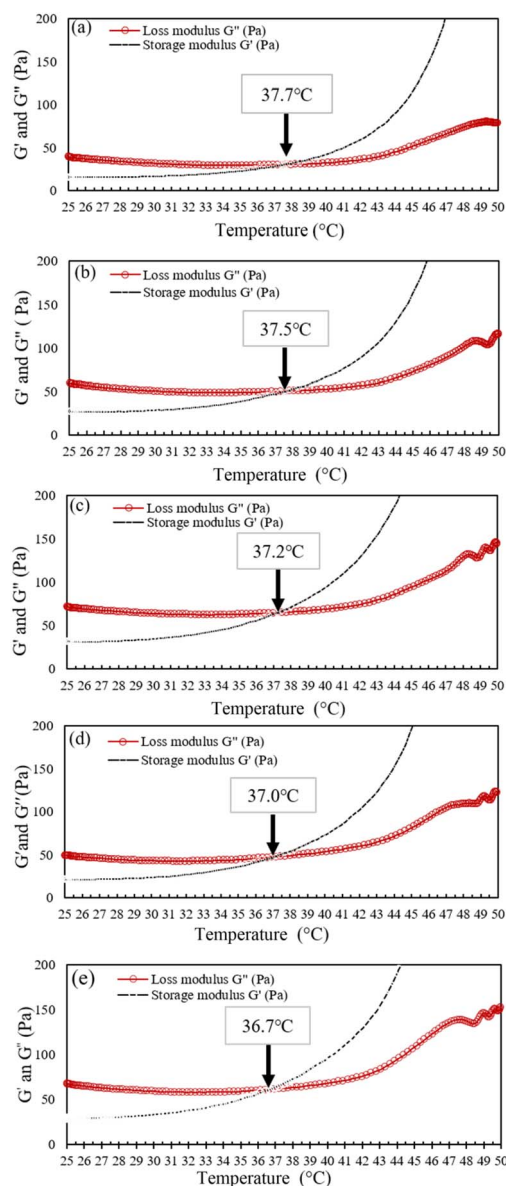 (a)
Loss modulus G" (Pa)
Storage modulus G' (Pa)
37.7°C
G' and G" (Pa)
200
150
100
50
0
25 26 27 28 29 30 31 32 33 34 35 36 37 38 39 40 41 42 43 44 45 46 47 48 49 50
Temperature (°C)
(b)
Loss modulus G" (Pa)
Storage modulus G' (Pa)
37.5°C
G' and G" ( Pa)
200
150
100
50
0
25 26 27 28 29 30 31 32 33 34 35 36 37 38 39 40 41 42 43 44 45 46 47 48 49 50
Temperature (°C)
(c)
Loss modulus G" (Pa)
Storage modulus G' (Pa)
37.2°C
G' and G" (Pa)
200
150
100
50
0
25 26 27 28 29 30 31 32 33 34 35 36 37 38 39 40 41 42 43 44 45 46 47 48 49 50
Temperature (°C)
(d)
Loss modulus G" (Pa)
Storage modulus G' (Pa)
37.0°C
G'and G"(Pa)
200
150
100
50
0
25 26 27 28 29 30 31 32 33 34 35 36 37 38 39 40 41 42 43 44 45 46 47 48 49 50
Temperature (°C)
(e)
Loss modulus G" (Pa)
Storage modulus G' (Pa)
36.7°C
G' an G" (Pa)
200
150
100
50
0
25 26 27 28 29 30 31 32 33 34 35 36 37 38 39 40 41 42 43 44 45 46 47 48 49 50
Temperature (°C)